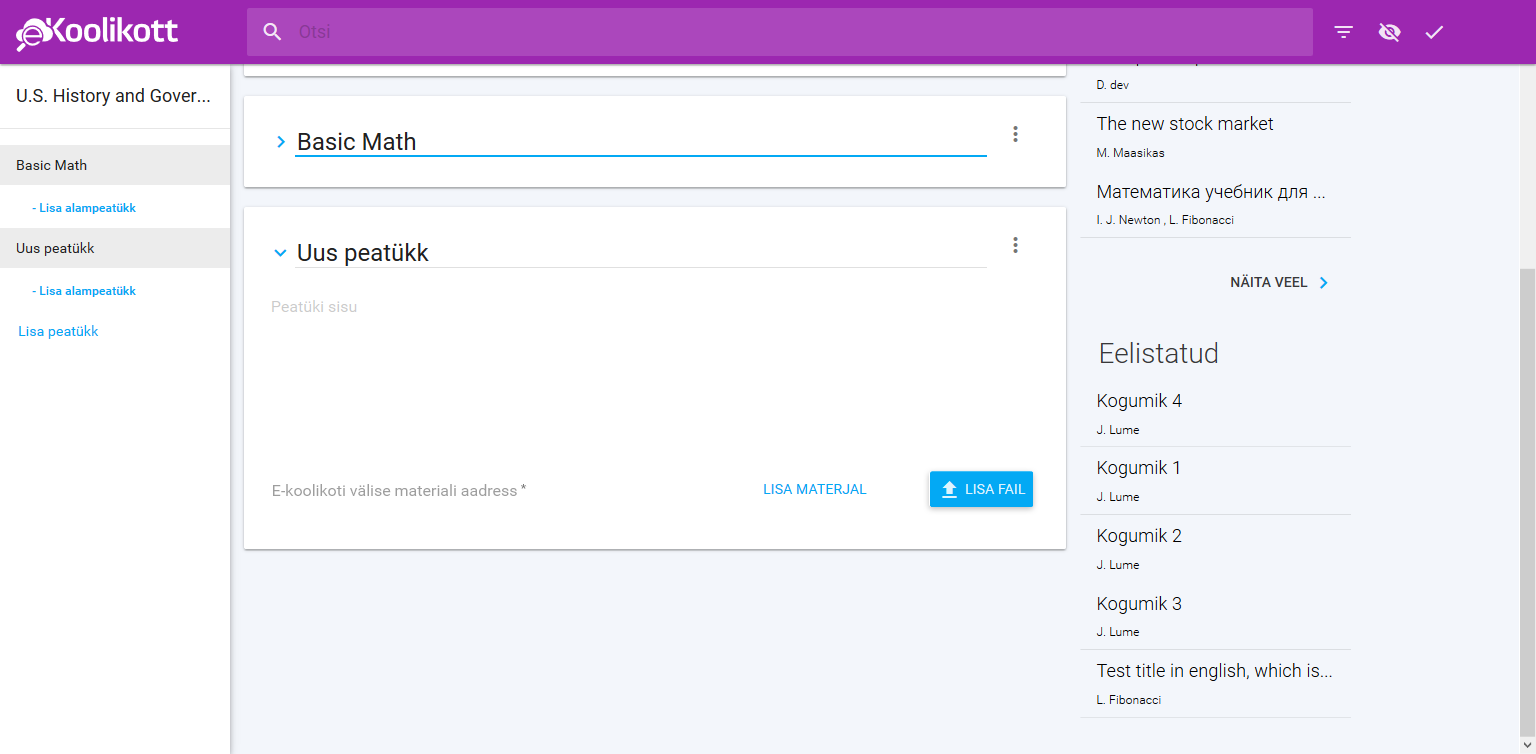 eKoolikott
Otsi
U.S. History and Gover...
Basic Math
- Lisa alampeatükk
Uus peatükk
- Lisa alampeatükk
Lisa peatükk
Basic Math
Uus peatükk
Peatüki sisu
E-koolikoti välise materiali aadress *
LISA MATERJAL
LISA FAIL
D. dev
The new stock market
M. Maasikas
Математика учебник для ...
I. J. Newton , L. Fibonacci
NÄITA VEEL
Eelistatud
Kogumik 4
J. Lume
Kogumik 1
J. Lume
Kogumik 2
J. Lume
Kogumik 3
J. Lume
Test title in english, which is...
L. Fibonacci